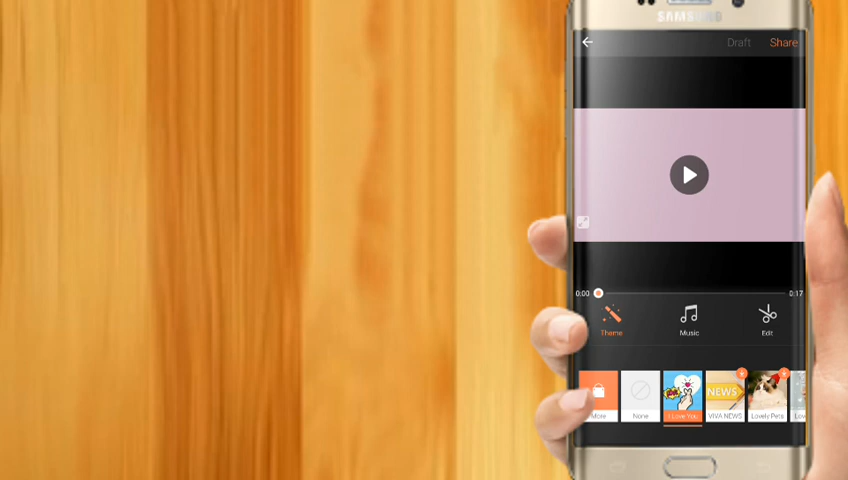 SAMSUNG
Draft Share
0:00 0:17
Theme Music Edit
NEWS
More None I Love You VIVA NEWS Lovely Pets